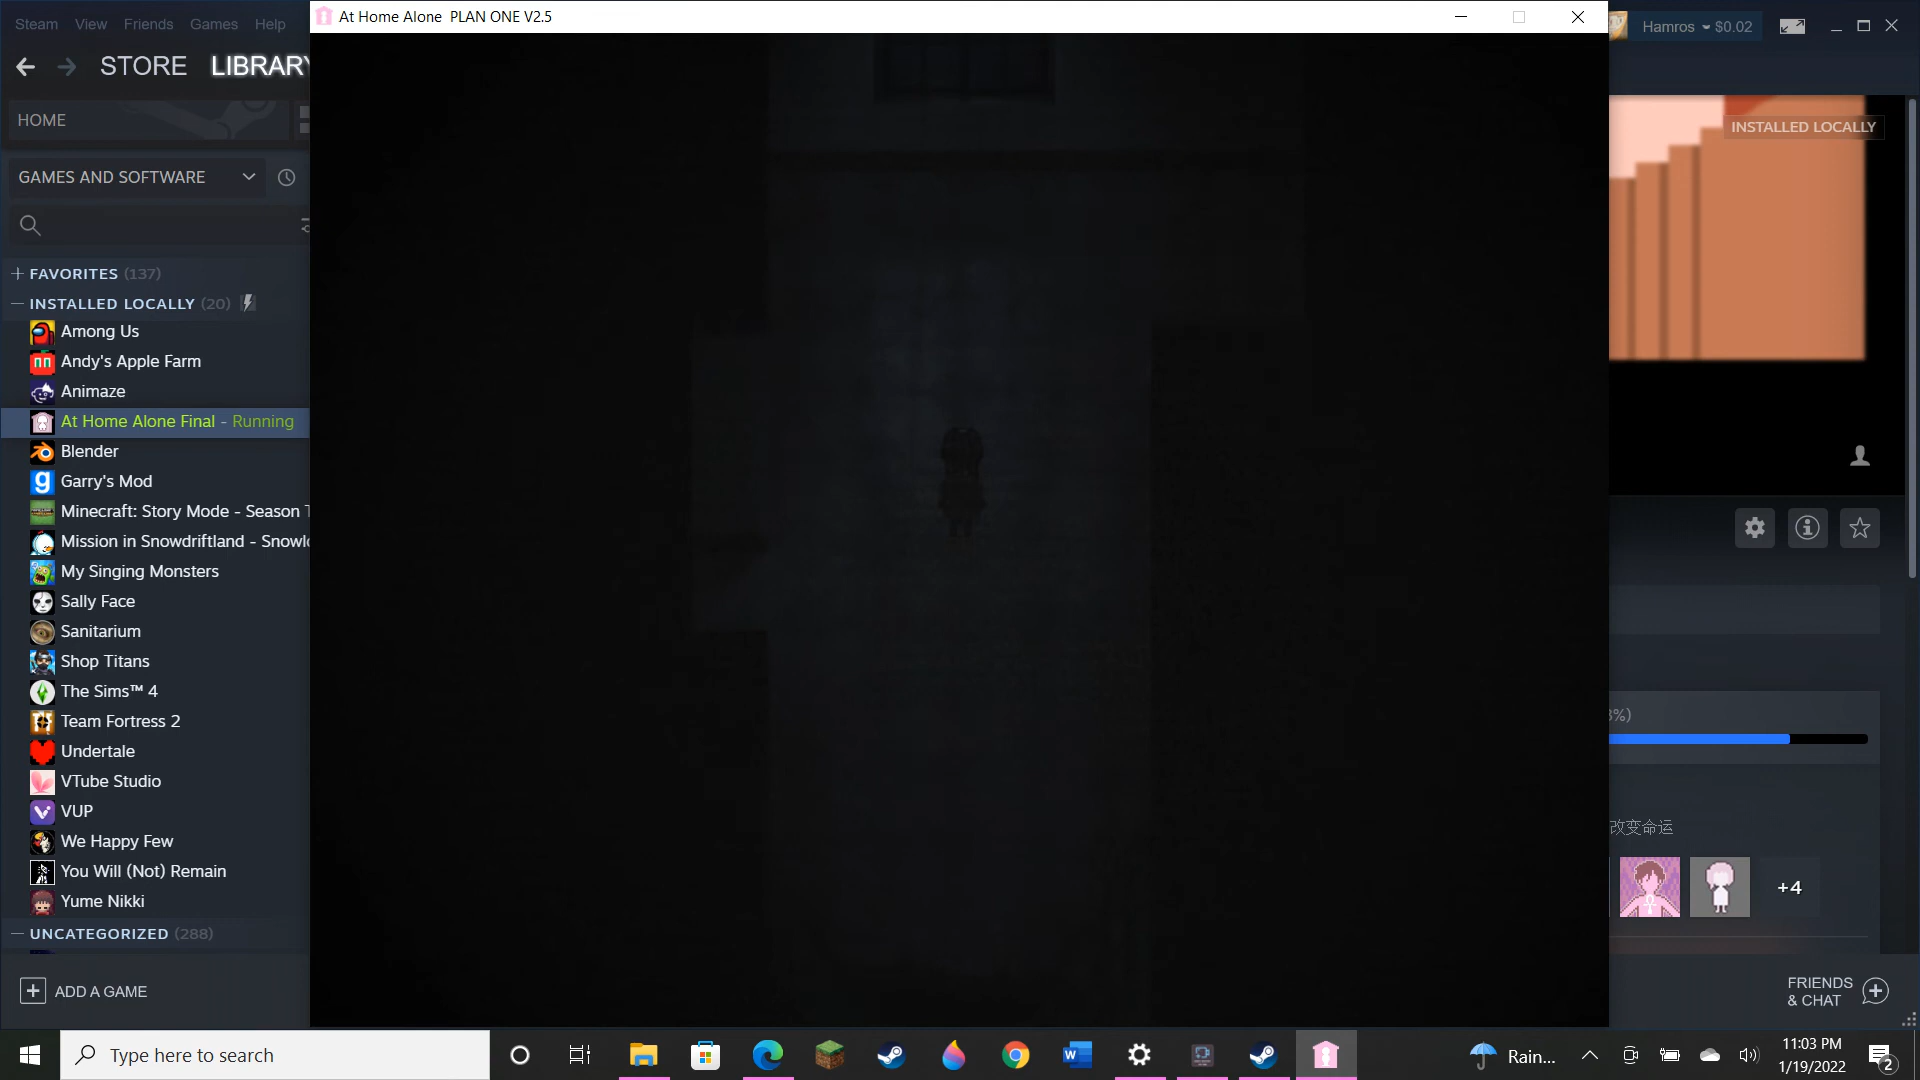 At Home Alone  PLAN ONE V2.5
Steam View Friends Games Help
Hamros $0.02
STORE LIBRARY
HOME
INSTALLED LOCALLY
GAMES AND SOFTWARE
FAVORITES (137)
INSTALLED LOCALLY (20)
Among Us
Andy's Apple Farm
Animaze
At Home Alone Final - Running
Blender
Garry's Mod
Minecraft: Story Mode - Season
Mission in Snowdriftland -
My Singing Monsters
Sally Face
Sanitarium
Shop Titans
The Sims™ 4
Team Fortress 2
Undertale
VTube Studio
VUP
We Happy Few
You Will (Not) Remain
Yume Nikki
UNCATEGORIZED (288)
%)
改变命运
+4
ADD A GAME
FRIENDS
& CHAT
Type here to search
Rain...
11:03 PM
1/19/2022
2